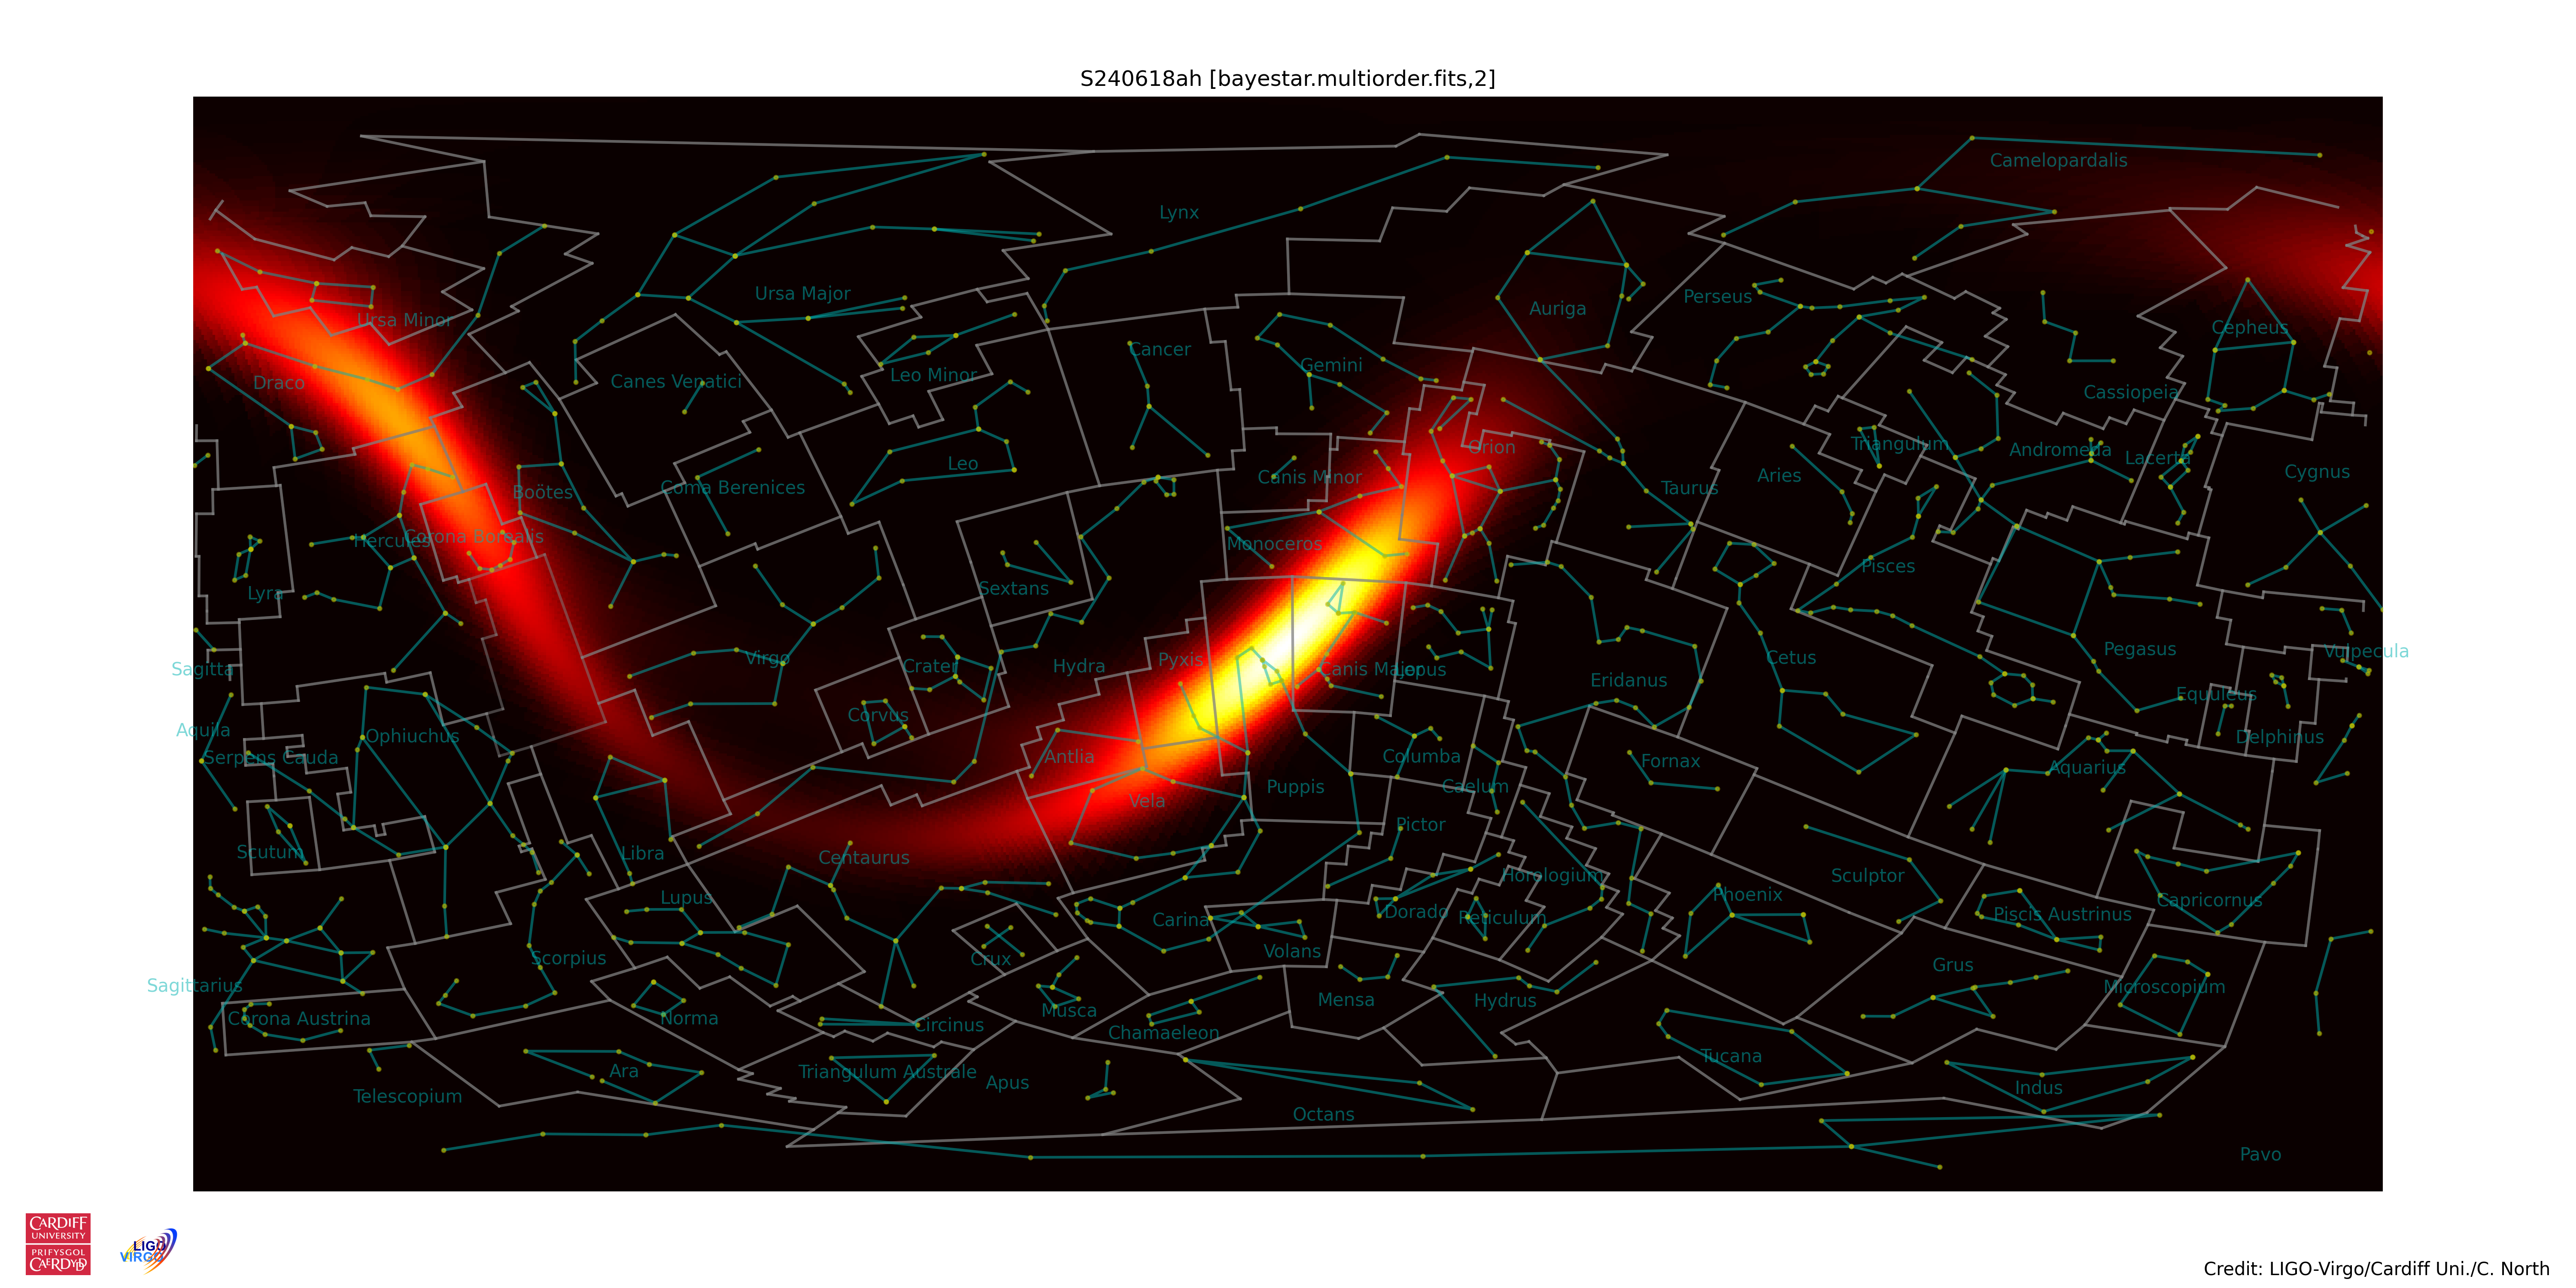 S240618ah [bayestar.multiorder.fits,2]
Camelopardalis
Lynx
Ursa Major
Perseus
Auriga
Ursa Minor
Cepheus
Cancer
Gemini
Draco
Canes Venatici
Leo Minor
Cassiopeia
Orion
Triangulum
Andromeda
Lacerta
Leo
Cygnus
Boötes
Coma Berenices
Canis Minor
Taurus
Aries
Hercules
Corona Borealis
Monoceros
Pisces
Lyra
Sextans
Sagitta
Virgo
Crater
Hydra
Pyxis
Canis Major
Lepus
Eridanus
Cetus
Pegasus
Vulpecula
Equuleus
Aquila
Corvus
Ophiuchus
Serpens Cauda
Antlia
Columba
Fornax
Aquarius
Delphinus
Vela
Puppis
Caelum
Scutum
Libra
Centaurus
Pictor
Horologium
Sculptor
Lupus
Carina
Dorado
Reticulum
Phoenix
Piscis Austrinus
Capricornus
Scorpius
Crux
Volans
Grus
Sagittarius
Mensa
Hydrus
Microscopium
Corona Austrina
Norma
Circinus
Musca
Chamaeleon
Tucana
Telescopium
Ara
Triangulum Australe
Apus
Octans
Indus
Pavo
CARDIFF
UNIVERSITY
PRIFYSGOL
CAERDYDD
LIGO
VIRGO
Credit: LIGO-Virgo/Cardiff Uni./C. North